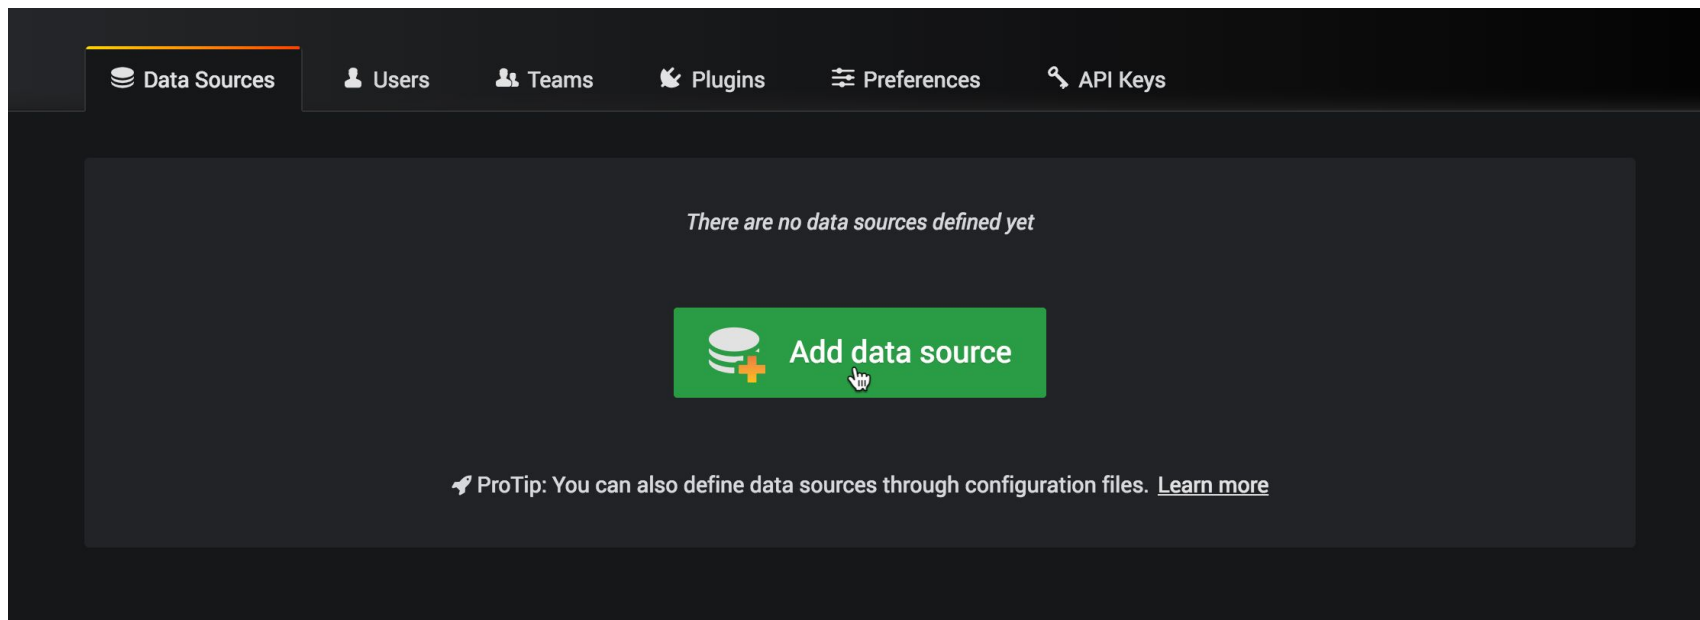 Data Sources Users Teams Plugins Preferences API Keys
There are no data sources defined yet
Add data source
ProTip: You can also define data sources through configuration files. Learn more